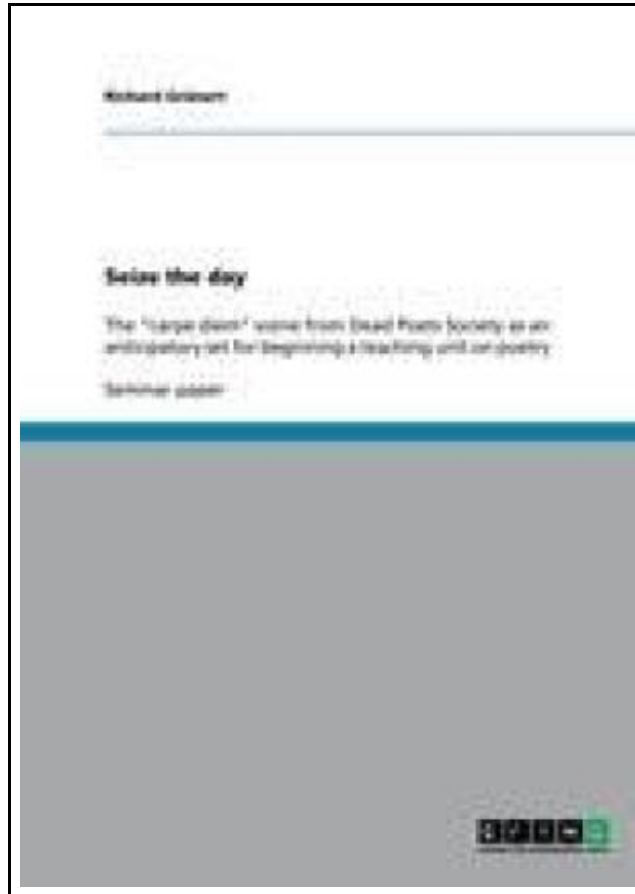 Richard
Seize the day
The "carpe diem" scene from Dead Poets Society as an
anticipatory set for beginning a teaching unit on poetry
Seminar paper